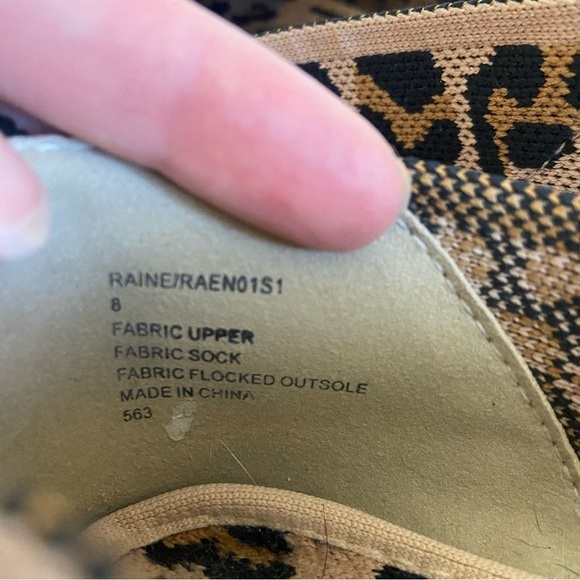 RAINE/RAEN01S1
8
FABRIC UPPER
FABRIC SOCK
FABRIC FLOCKED OUTSOLE
MADE IN CHINA
563